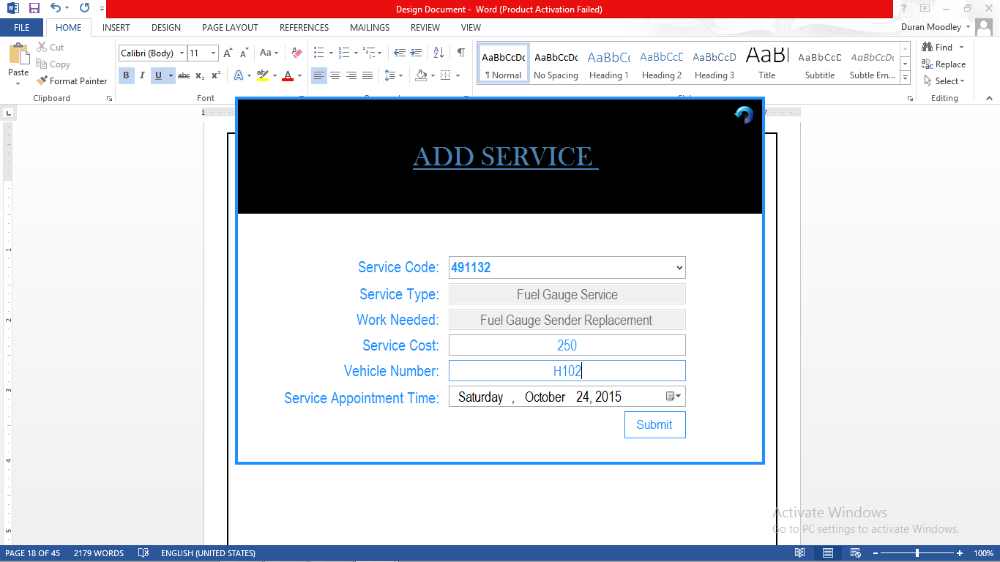 Design Document - Word (Product Activation Failed)
FILE HOME INSERT DESIGN PAGE LAYOUT REFERENCES MAILINGS REVIEW VIEW Duran Moodley
Paste
Cut
Copy
Format Painter
Clipboard
Calibri (Body) 11
Aa
B I U abc x₂ x² A A
Font
AaBbCcDc AaBbCcDc AaBbCc AaBbCcD AaBbCcD AaBl AaBbCcD AaBbCcDc
¶ Normal No Spacing Heading 1 Heading 2 Heading 3 Title Subtitle Subtle Em...
Find
Replace
Select
Editing
ADD SERVICE
Service Code: 491132
Service Type: Fuel Gauge Service
Work Needed: Fuel Gauge Sender Replacement
Service Cost: 250
Vehicle Number: H102
Service Appointment Time: Saturday , October 24, 2015
Submit
Activate Windows
Go to PC settings to activate Windows.
PAGE 18 OF 45 2179 WORDS ENGLISH (UNITED STATES) 100%